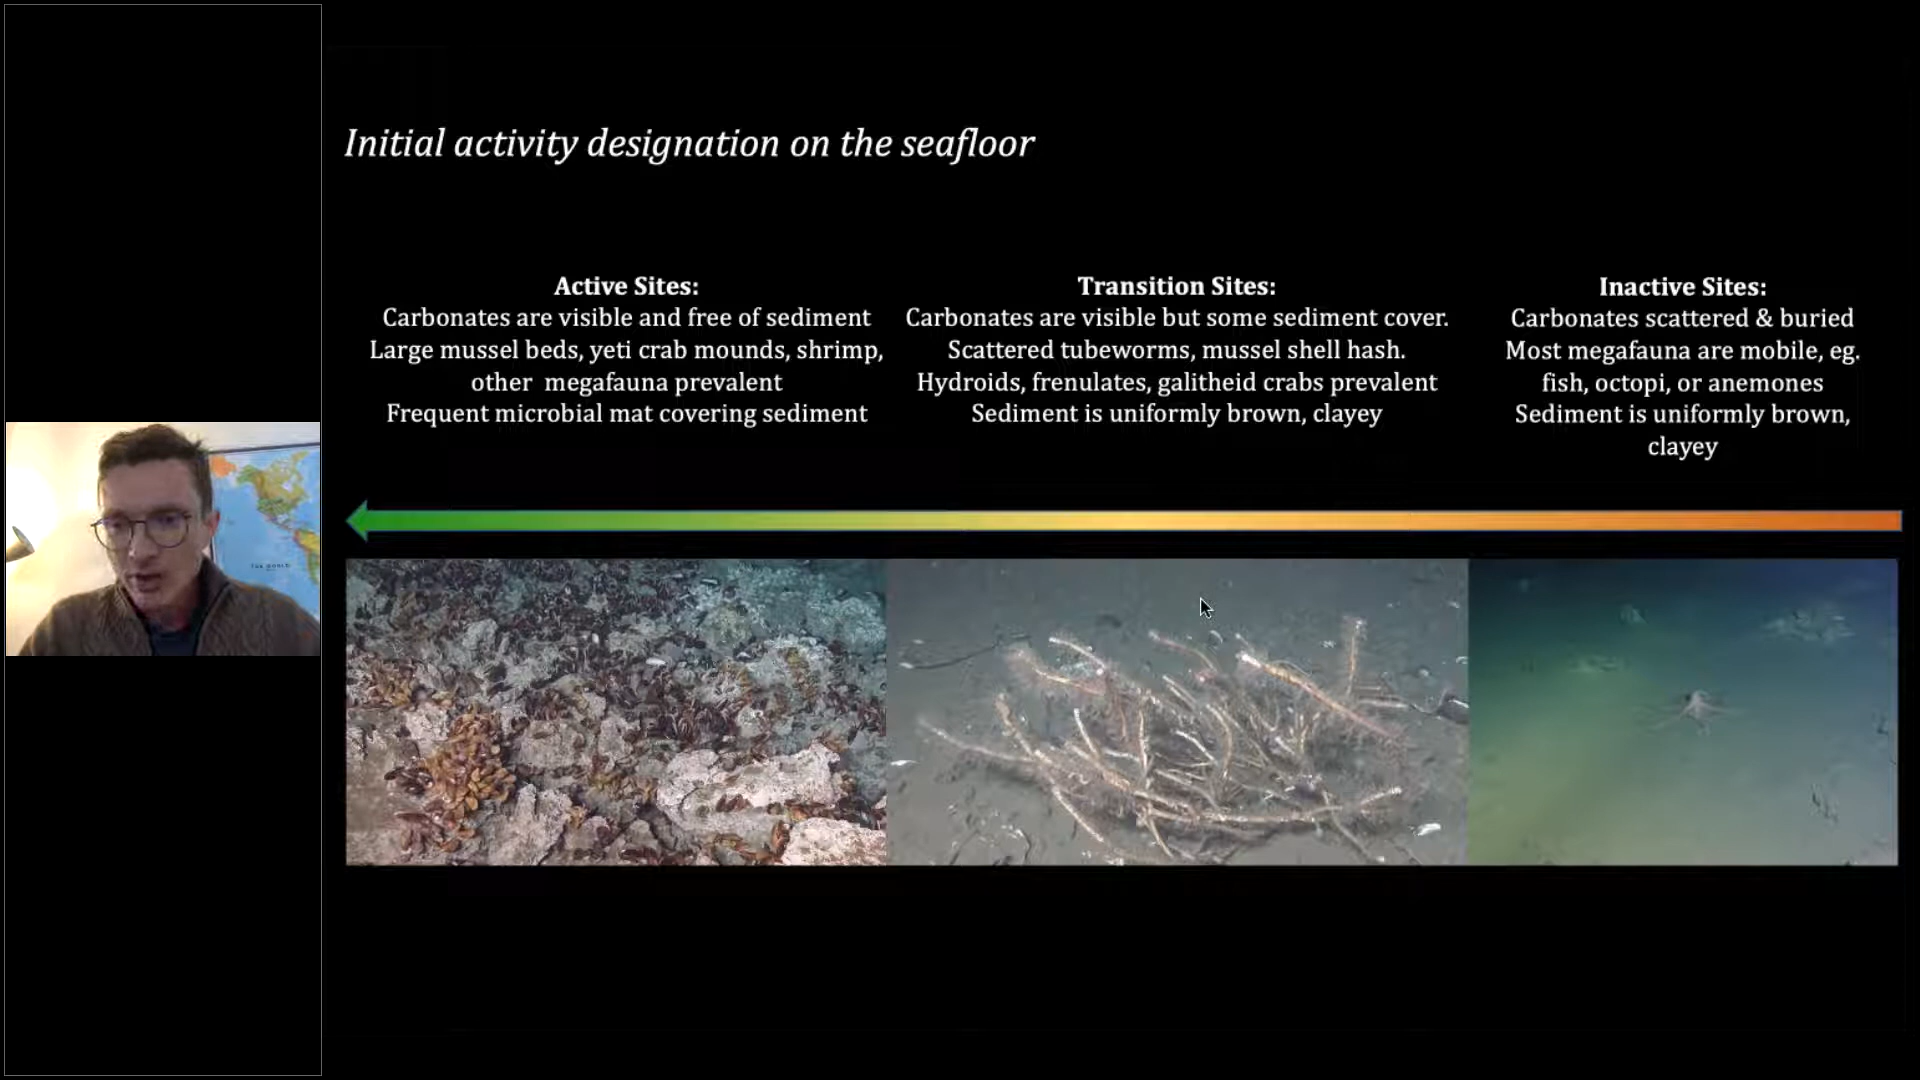 Initial activity designation on the seafloor
Active Sites:
Carbonates are visible and free of sediment
Large mussel beds, yeti crab mounds, shrimp,
other megafauna prevalent
Frequent microbial mat covering sediment
Transition Sites:
Carbonates are visible but some sediment cover.
Scattered tubeworms, mussel shell hash.
Hydroids, frenulates, galitheid crabs prevalent
Sediment is uniformly brown, clayey
Inactive Sites:
Carbonates scattered & buried
Most megafauna are mobile, eg.
fish, octopi, or anemones
Sediment is uniformly brown,
clayey
THE WORLD